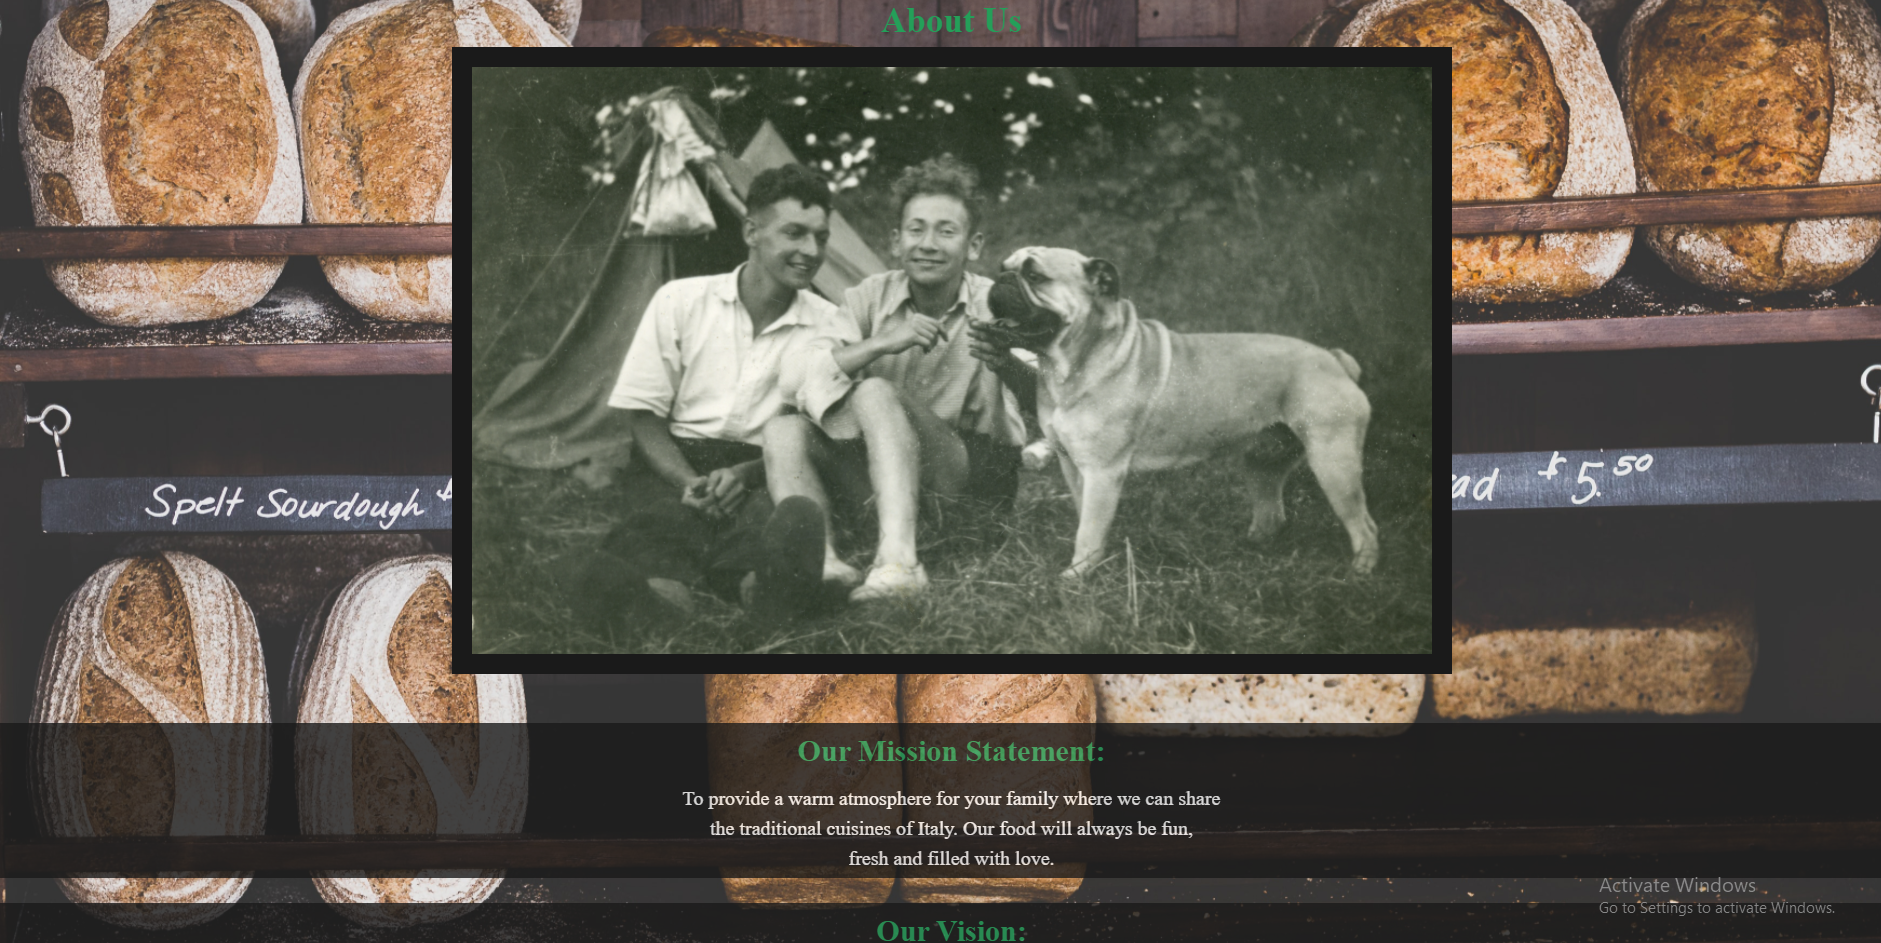 About Us
Spelt Sourdough
$5.50
Our Mission Statement:
To provide a warm atmosphere for your family where we can share
the traditional cuisines of Italy. Our food will always be fun,
fresh and filled with love.
Activate Windows
Go to Settings to activate Windows.
Our Vision: